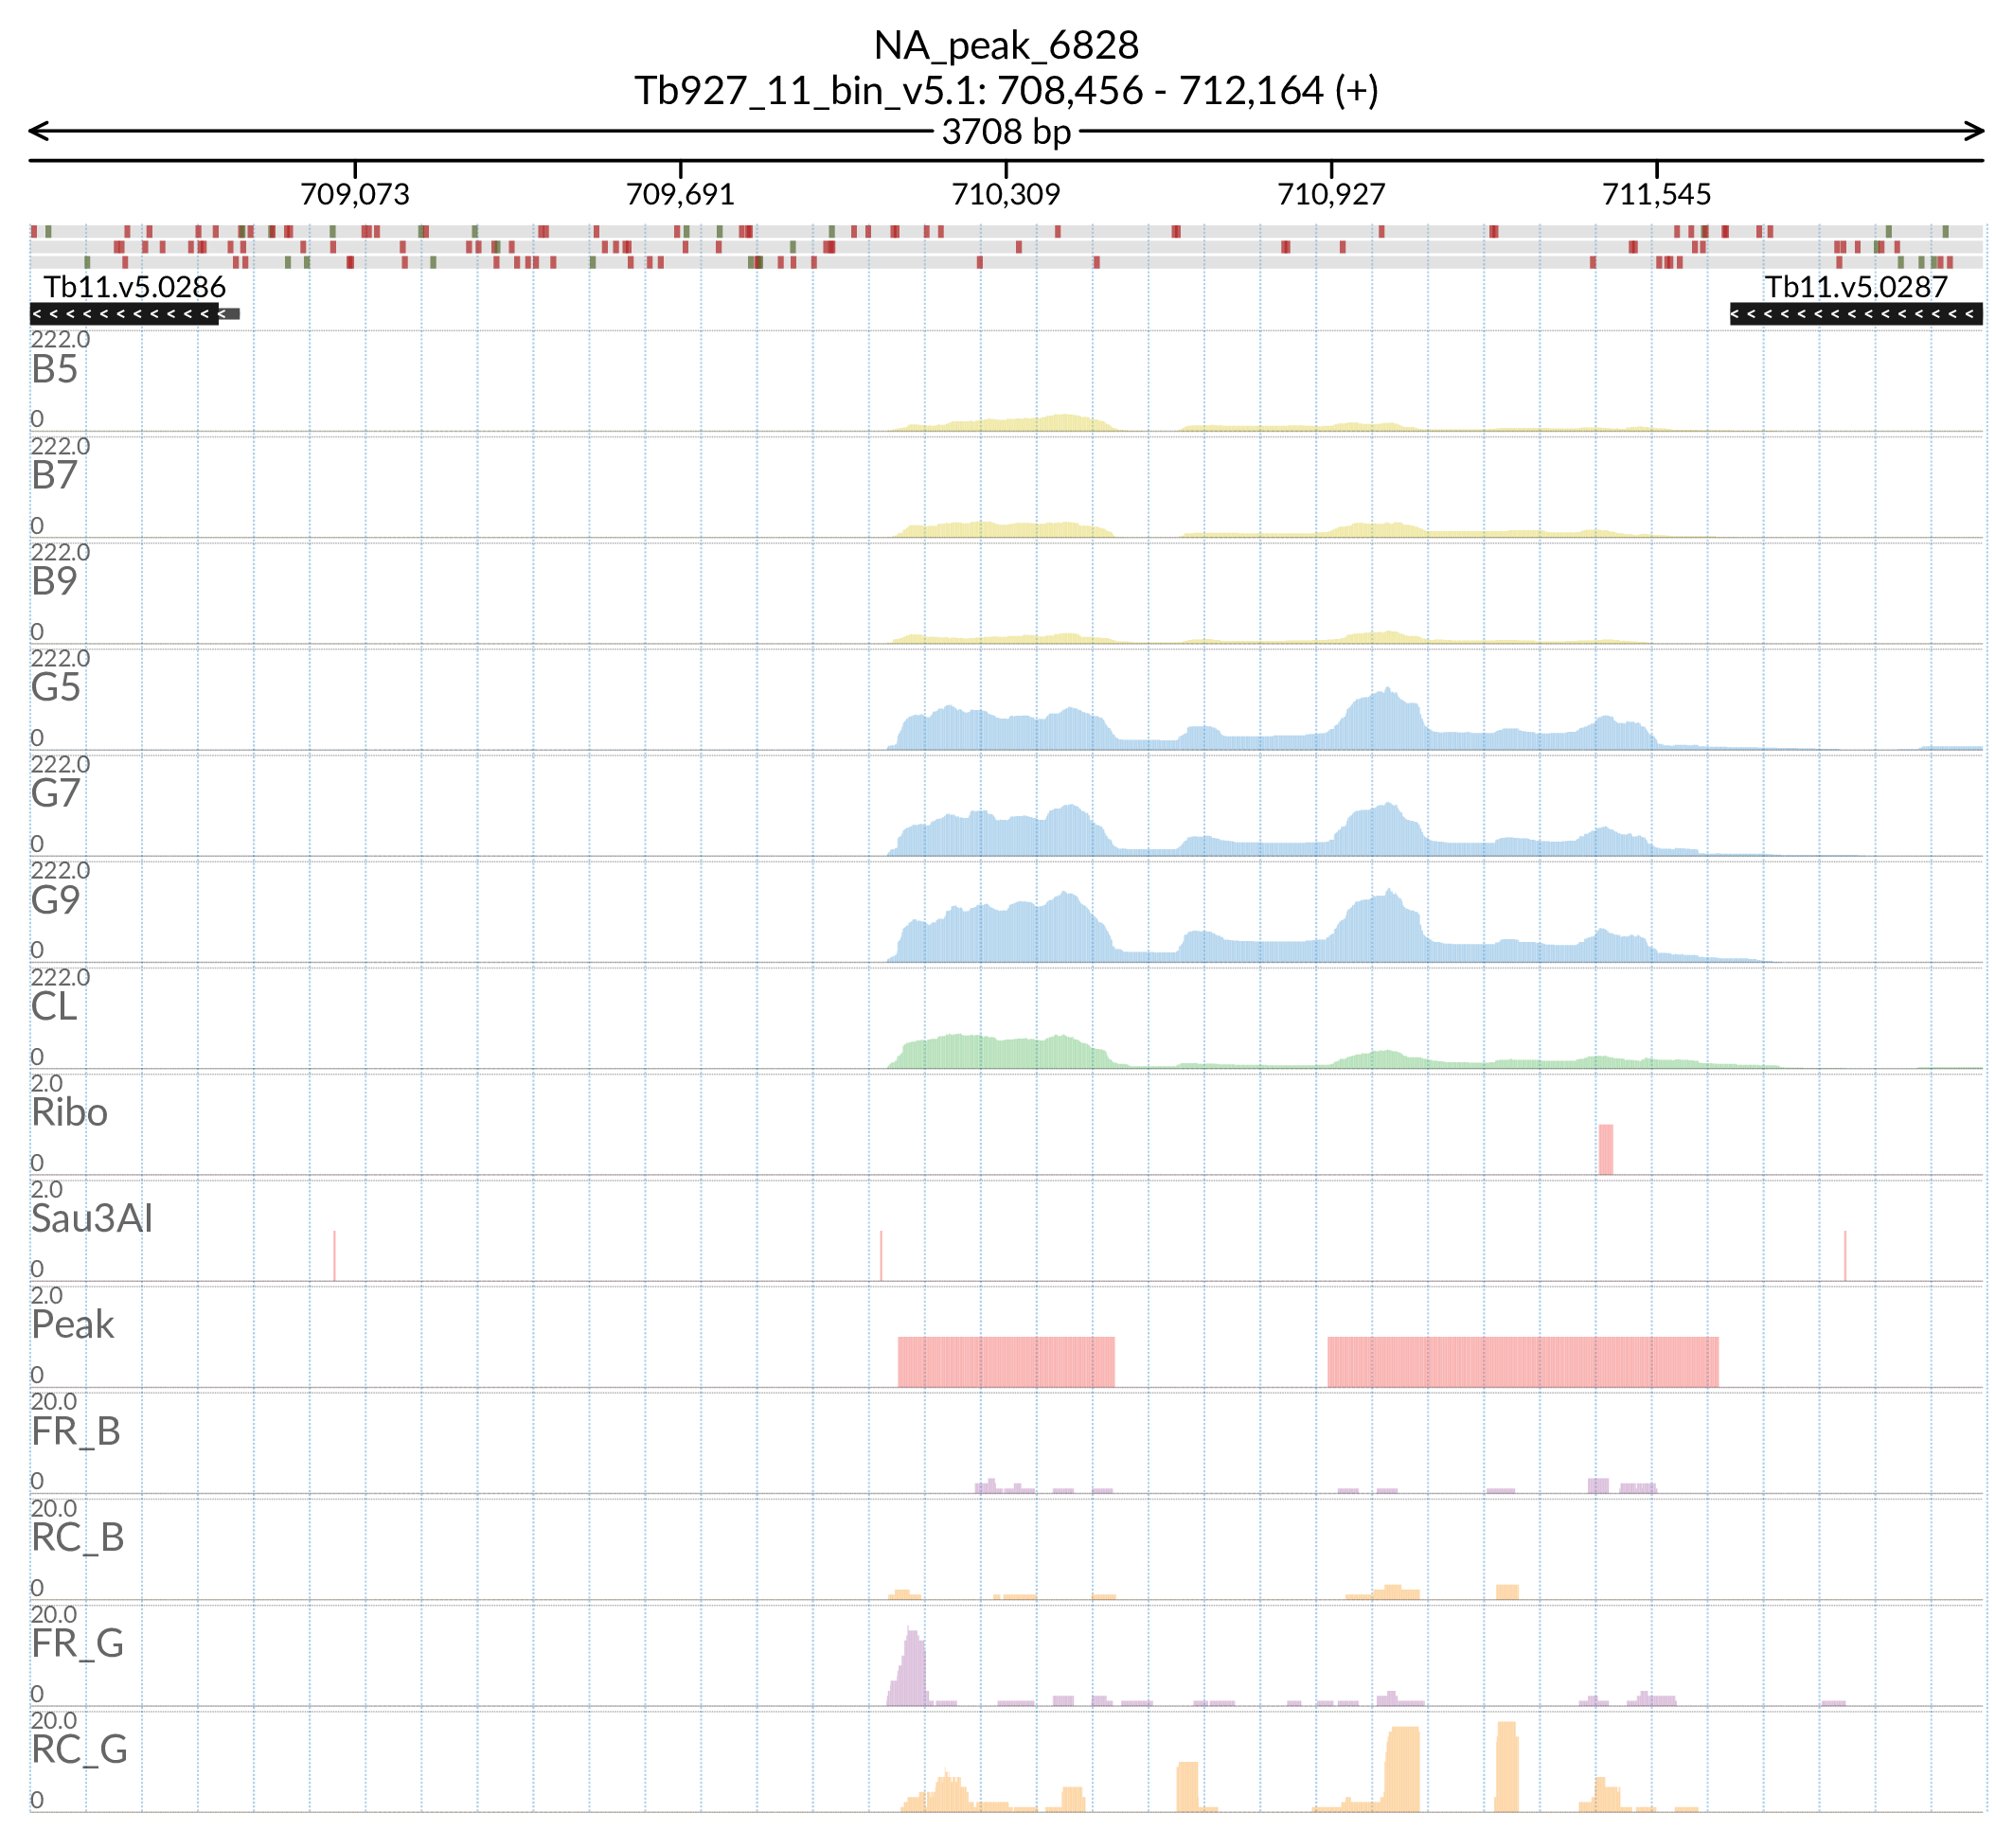 NA_peak_6828
Tb927_11_bin_v5.1: 708,456 - 712,164 (+)
3708 bp
709,073 709,691 710,309 710,927 711,545
Tb11.v5.0286 Tb11.v5.0287
222.0
B5
0
222.0
B7
0
222.0
B9
0
222.0
G5
0
222.0
G7
0
222.0
G9
0
222.0
CL
0
2.0
Ribo
0
2.0
Sau3AI
0
2.0
Peak
0
20.0
FR_B
0
20.0
RC_B
0
20.0
FR_G
0
20.0
RC_G
0